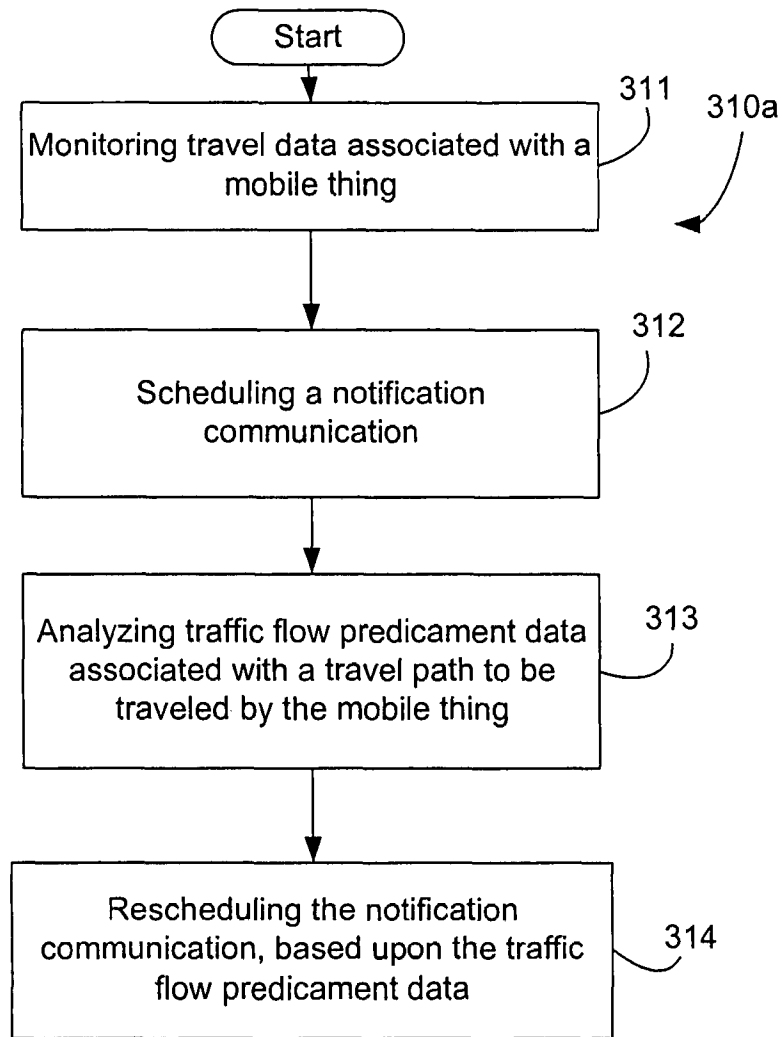 Start
311
310a
Monitoring travel data associated with a
mobile thing
312
Scheduling a notification
communication
313
Analyzing traffic flow predicament data
associated with a travel path to be
traveled by the mobile thing
314
Rescheduling the notification
communication, based upon the traffic
flow predicament data